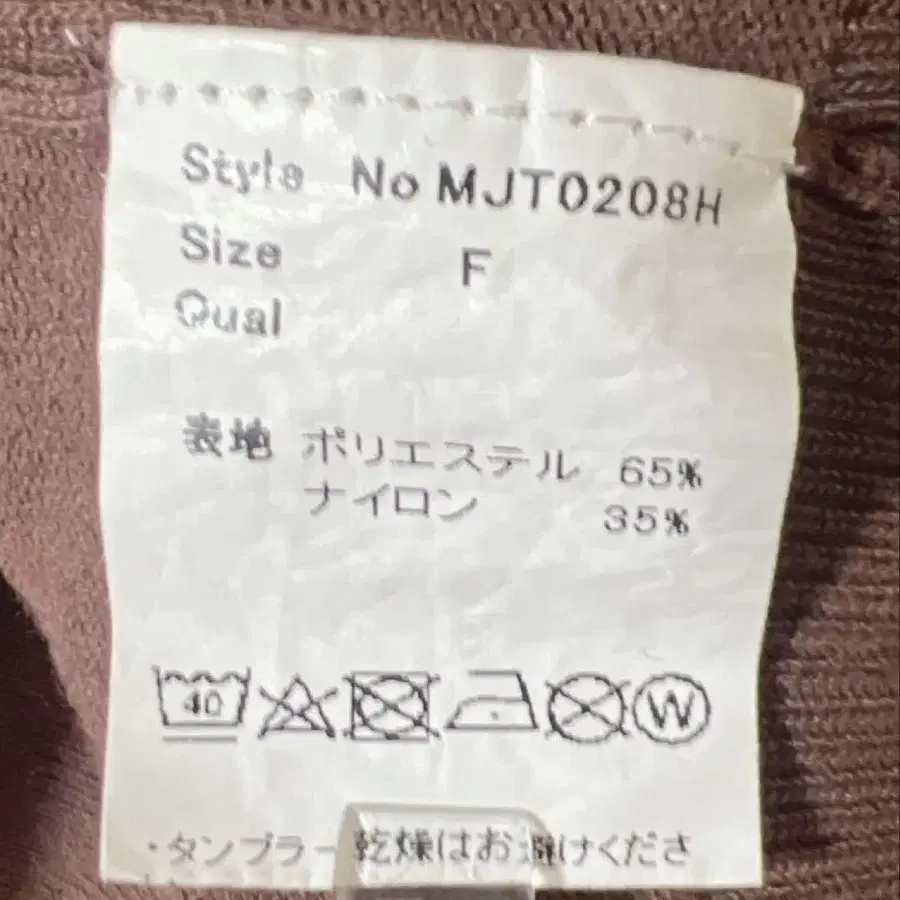 Style No MJT0208H
Size F
Qual
表地 ポリエステル 65%
ナイロン 35%
40
W
・タンブラー乾燥はお避けくださ